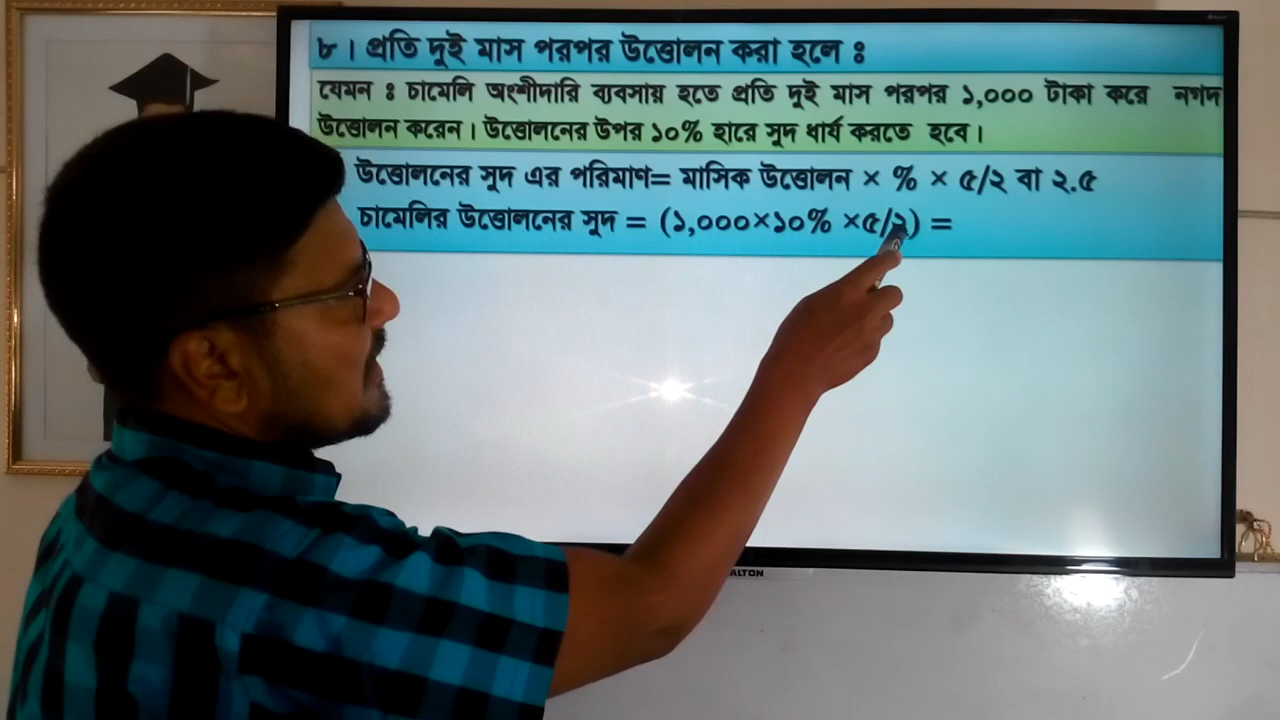 ৮। প্রতি দুই মাস পরপর উত্তোলন করা হলে ঃ
যেমন ঃ চামেলি অংশীদারি ব্যবসায় হতে প্রতি দুই মাস পরপর ১,০০০ টাকা করে নগদ
উত্তোলন করেন। উত্তোলনের উপর ১০% হারে সুদ ধার্য করতে হবে।
উত্তোলনের সুদ এর পরিমাণ= মাসিক উত্তোলন × % × ৫/২ বা ২.৫
চামেলির উত্তোলনের সুদ = (১,০০০×১০% ×৫/২) =
ALTON